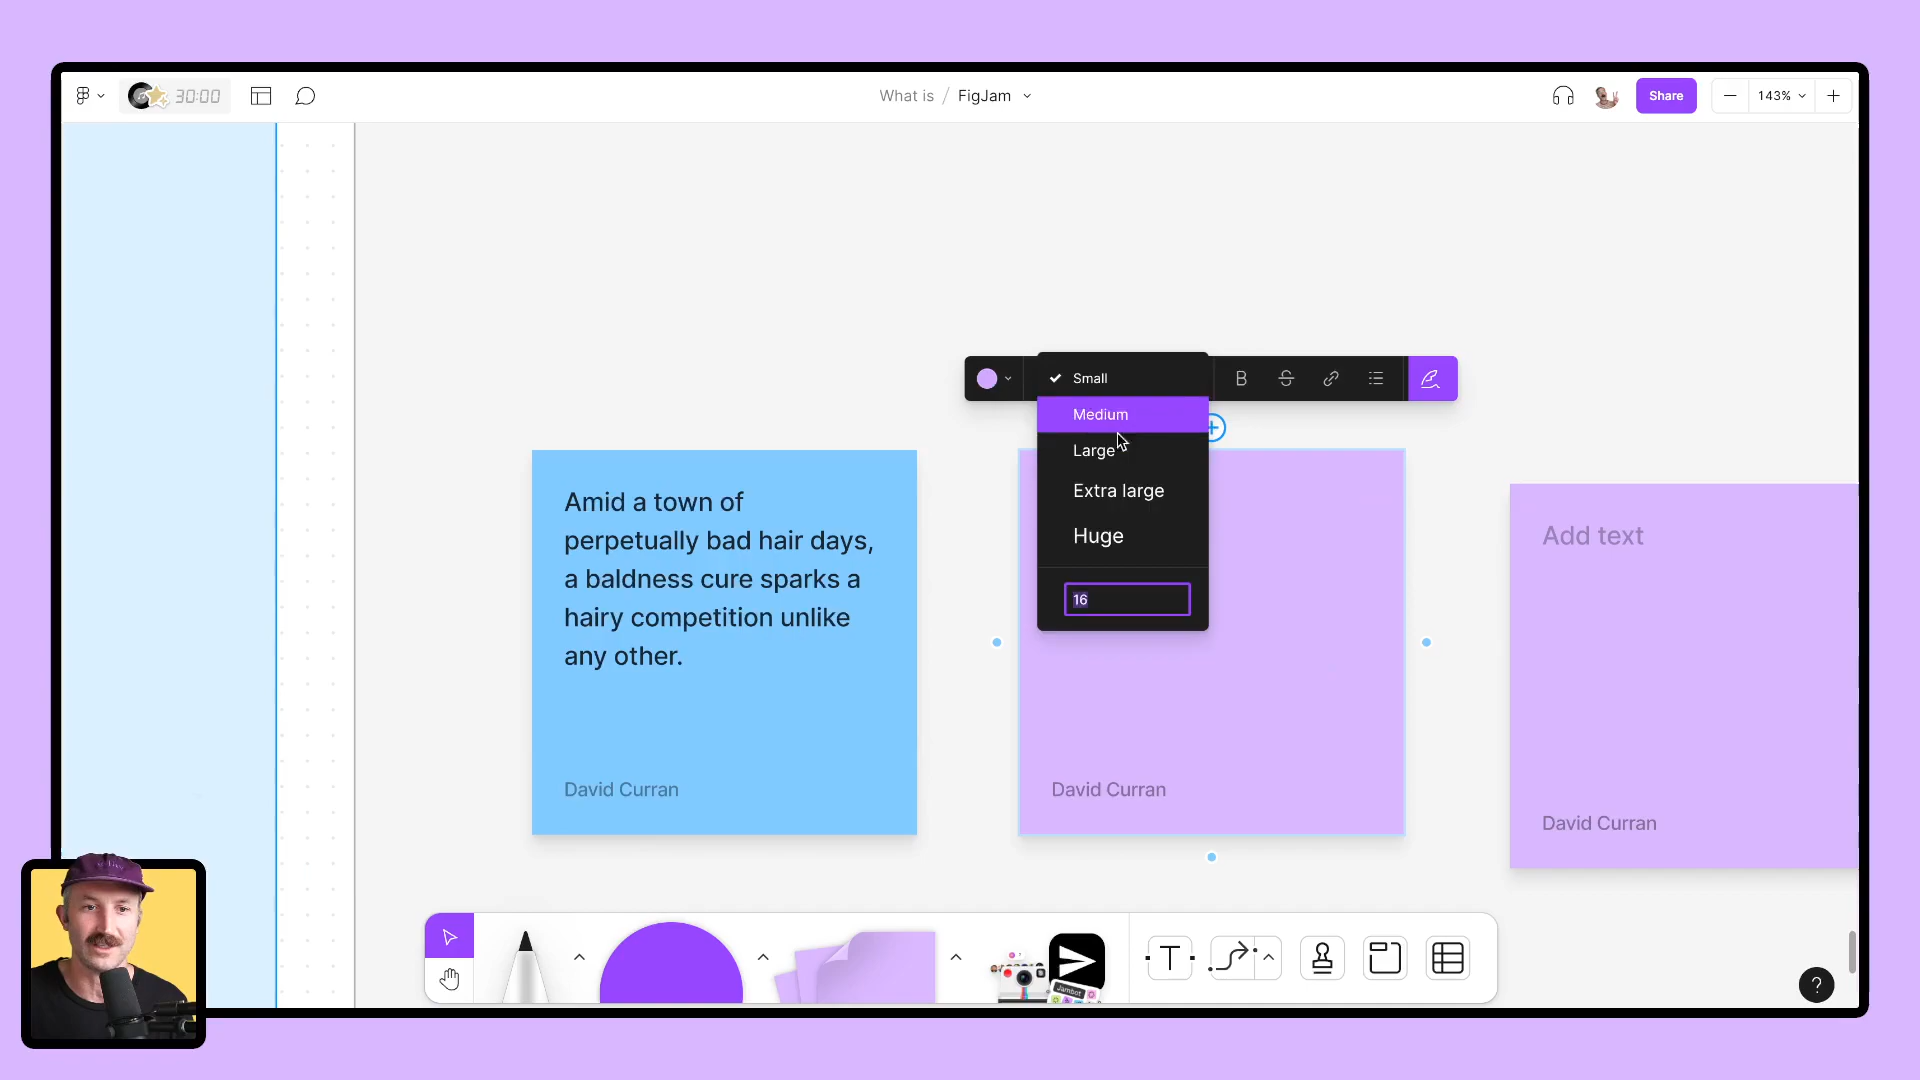 30:00
What is / FigJam
Share
143%
Small
Medium
Large
Extra large
Huge
16
Amid a town of
perpetually bad hair days,
a baldness cure sparks a
hairy competition unlike
any other.
David Curran
David Curran
Add text
David Curran
Jambot
T
?